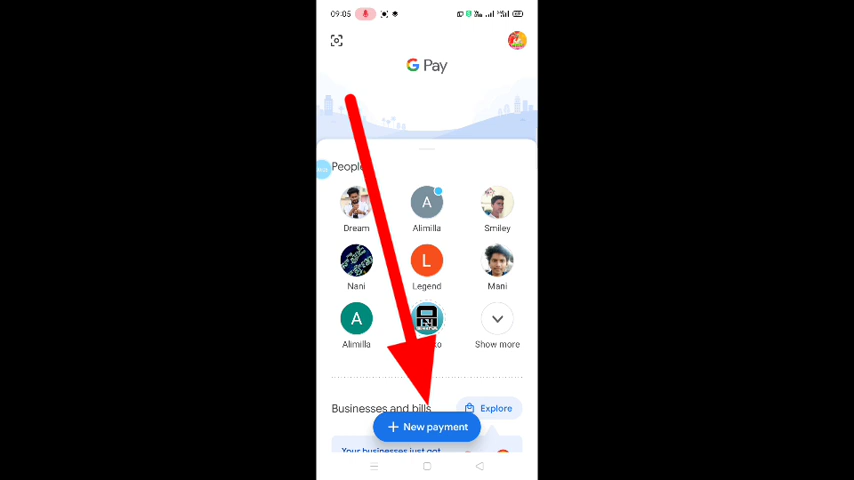 09:05
G Pay
People
Dream
Alimilla
Smiley
Nani
Legend
Mani
Alimilla
Show more
Businesses and bills
Explore
+ New payment
Your businesses just got